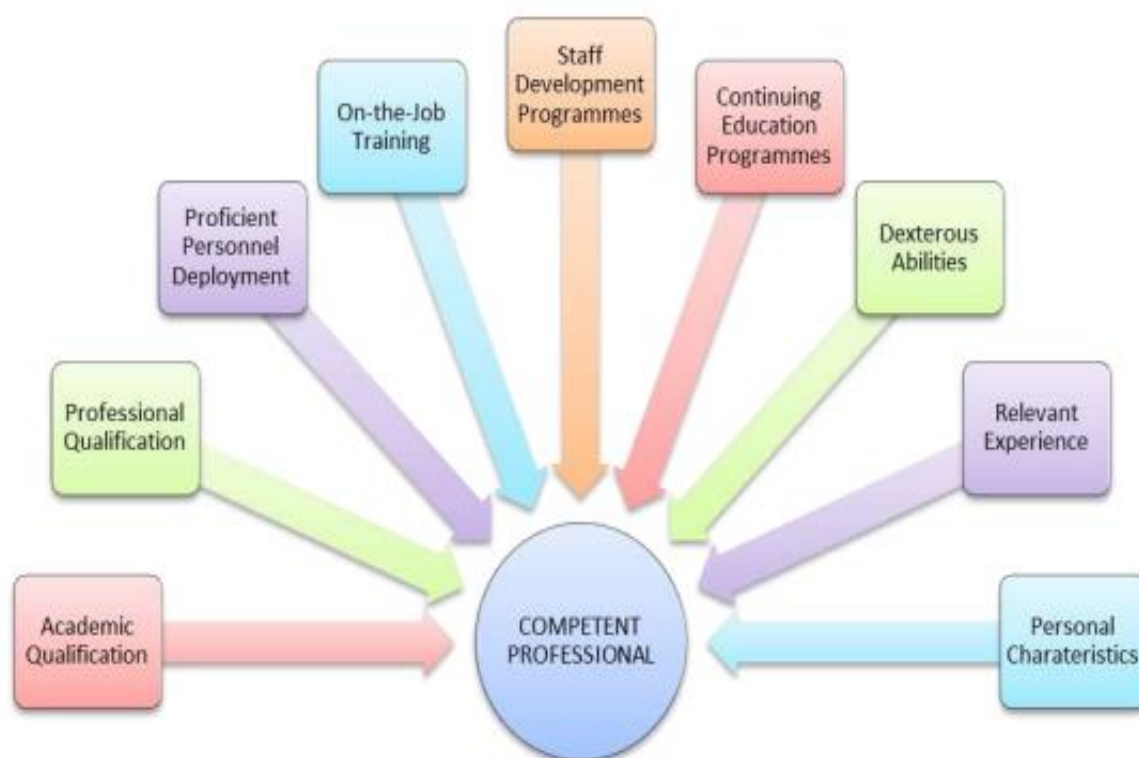 Staff
Development
Programmes
On-the-Job
Training
Continuing
Education
Programmes
Proficient
Personnel
Deployment
Dexterous
Abilities
Professional
Qualification
Relevant
Experience
Academic
Qualification
COMPETENT
PROFESSIONAL
Personal
Charateristics